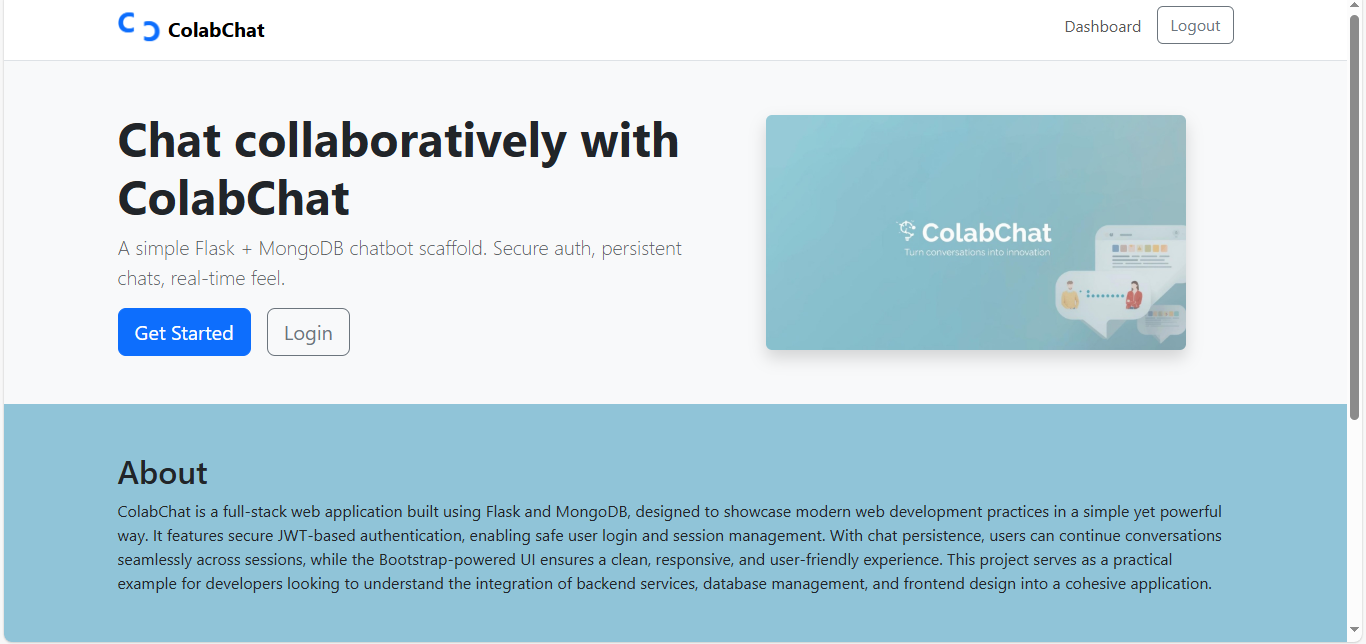 ColabChat
Dashboard
Logout
Chat collaboratively with
ColabChat
A simple Flask + MongoDB chatbot scaffold. Secure auth, persistent
chats, real-time feel.
Get Started
Login
ColabChat
Turn conversations into innovation
About
ColabChat is a full-stack web application built using Flask and MongoDB, designed to showcase modern web development practices in a simple yet powerful
way. It features secure JWT-based authentication, enabling safe user login and session management. With chat persistence, users can continue conversations
seamlessly across sessions, while the Bootstrap-powered UI ensures a clean, responsive, and user-friendly experience. This project serves as a practical
example for developers looking to understand the integration of backend services, database management, and frontend design into a cohesive application.